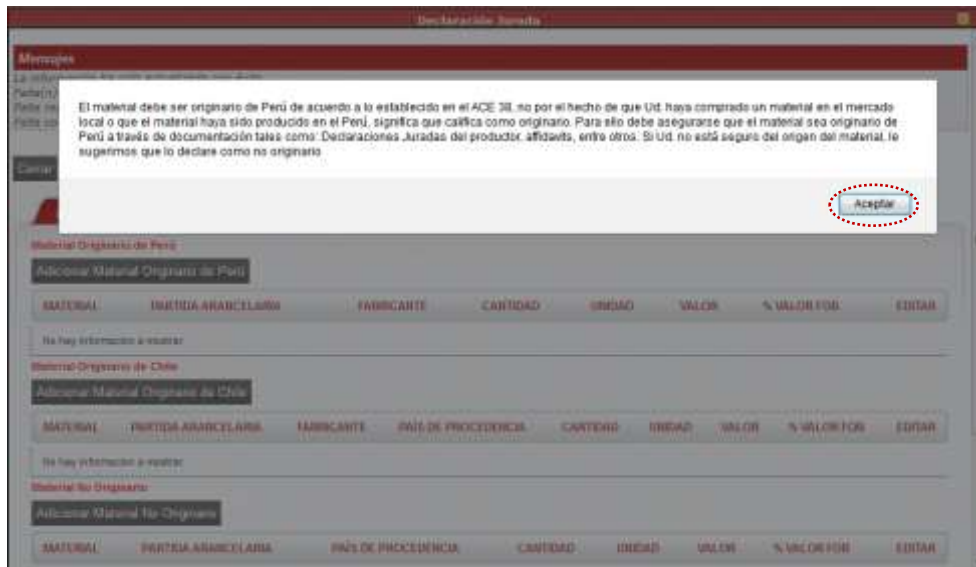 Declaración Jurada
Mensajes
El material debe ser originario de Perú de acuerdo a lo establecido en el ACE 38, no por el hecho de que Ud. haya comprado un material en el mercado
local o que el material haya sido producido en el Perú, significa que califica como originario. Para ello debe asegurarse que el material sea originario de
Perú a través de documentación tales como: Declaraciones Juradas del productor, affidavits, entre otros. Si Ud. no está seguro del origen del material, le
sugerimos que lo declare como no originario
Cerrar
Aceptar
Material Originario de Perú
Adicionar Material Originario de Perú
MATERIAL PARTIDA ARANCELARIA FABRICANTE CANTIDAD UNIDAD VALOR % VALOR FOB EDITAR
No hay información a mostrar
Material Originario de Chile
Adicionar Material Originario de Chile
MATERIAL PARTIDA ARANCELARIA FABRICANTE PAÍS DE PROCEDENCIA CANTIDAD UNIDAD VALOR % VALOR FOB EDITAR
No hay información a mostrar
Material No Originario
Adicionar Material No Originario
MATERIAL PARTIDA ARANCELARIA PAÍS DE PROCEDENCIA CANTIDAD UNIDAD VALOR % VALOR FOB EDITAR